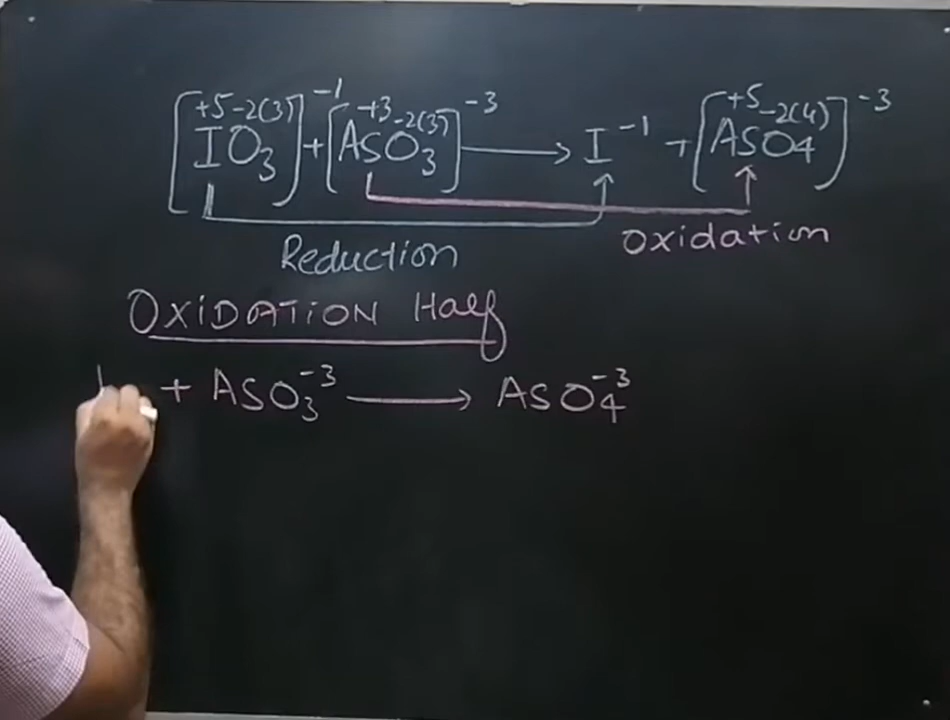 [+5 -2(3) IO₃]⁻¹ + [+3 -2(3) ASO₃]⁻³ ⟶ I⁻¹ + [+5 -2(4) ASO4]⁻³
Reduction
oxidation
OXiDATiON Half
+ ASO₃⁻³ ⟶ ASO₄⁻³